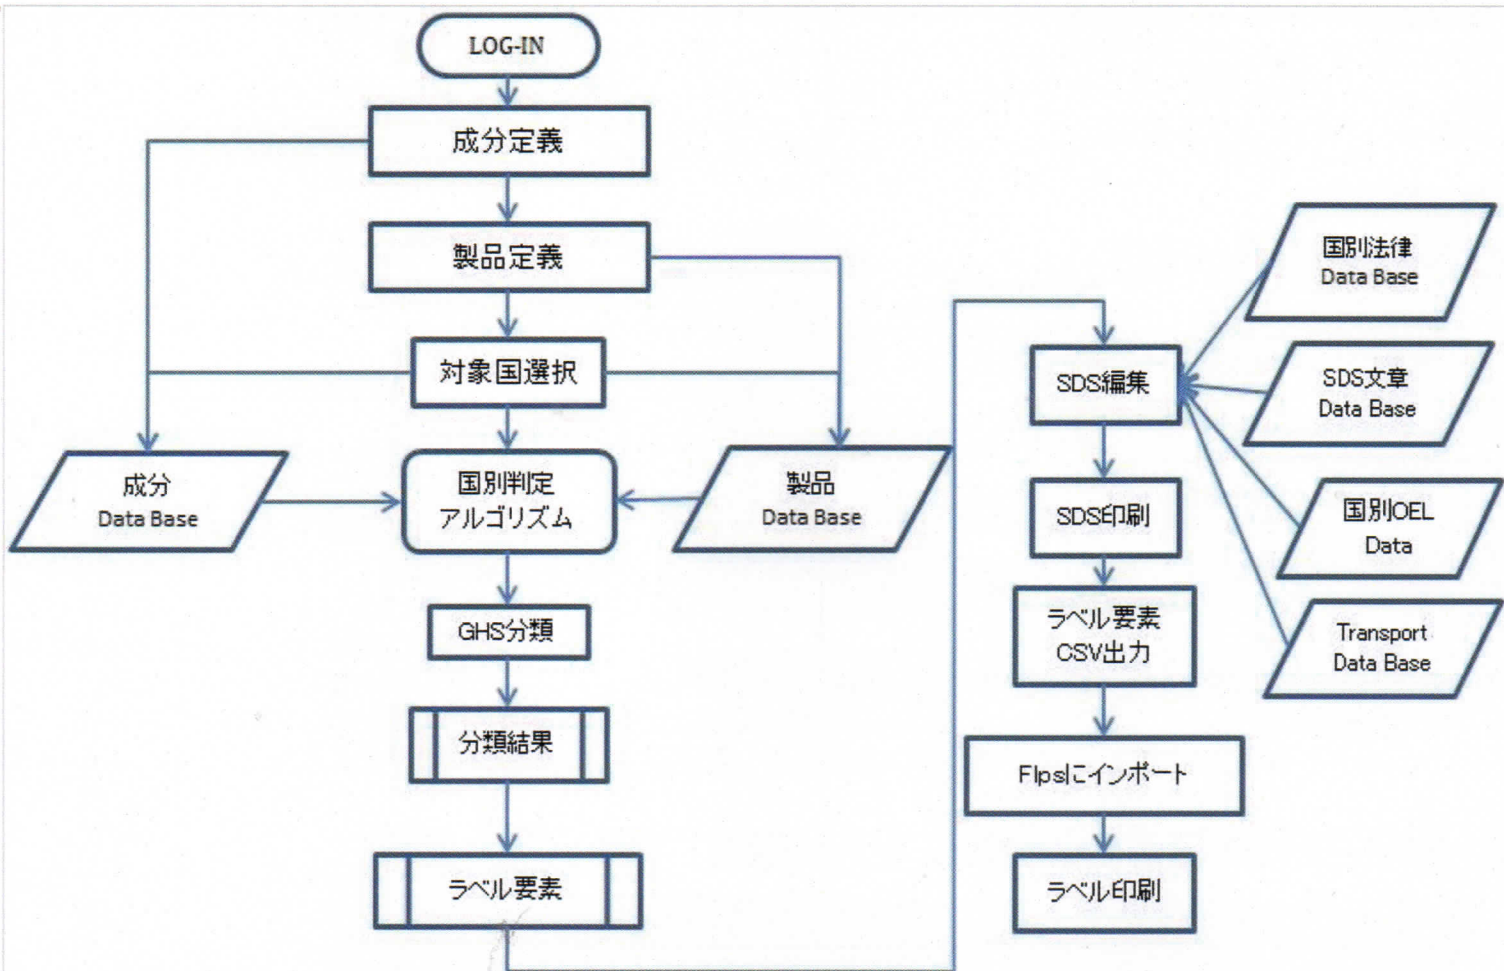 LOG-IN
成分定義
製品定義
対象国選択
成分
Data Base
国別判定
アルゴリズム
製品
Data Base
GHS分類
分類結果
ラベル要素
SDS編集
SDS印刷
ラベル要素
CSV出力
Flpsにインポート
ラベル印刷
国別法律
Data Base
SDS文章
Data Base
国別OEL
Data
Transport
Data Base